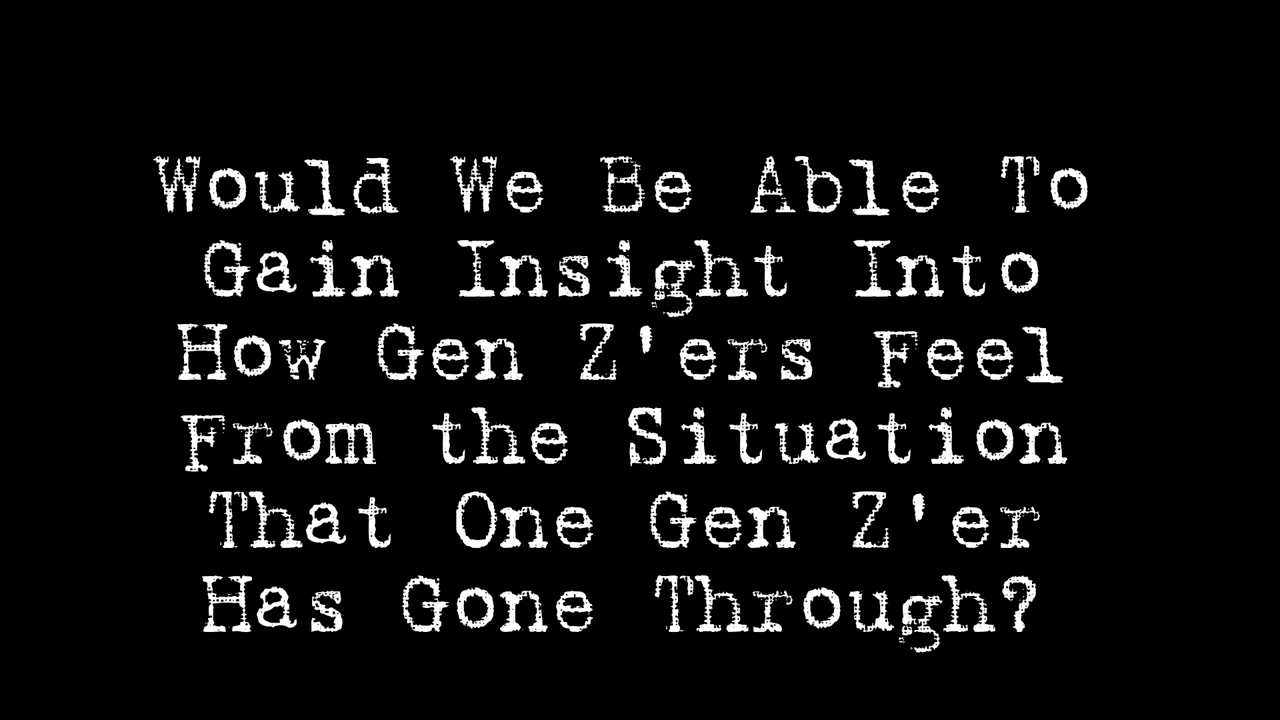 Would We Be Able To
Gain Insight Into
How Gen Z'ers Feel
From the Situation
That One Gen Z'er
Has Gone Through?